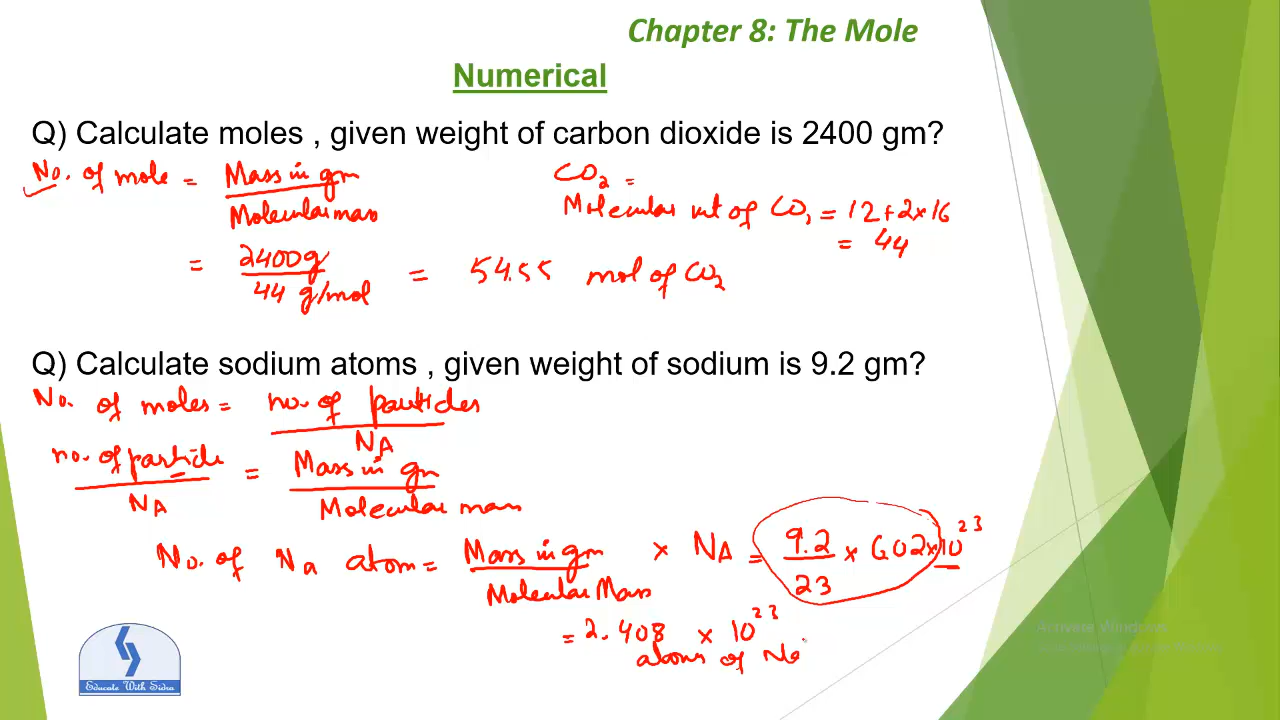 Chapter 8: The Mole
Numerical
Q) Calculate moles , given weight of carbon dioxide is 2400 gm?
No. of mole = Mass in gm / Molecular mass
CO2 =
Molecular wt of CO2 = 12+2×16
= 44
= 2400g / 44 g/mol = 54.55 mol of CO2
Q) Calculate sodium atoms , given weight of sodium is 9.2 gm?
No. of moles = no. of particles / NA
no. of particle / NA = Mass in gm / Molecular mass
No. of Na atom = Mass in gm / Molecular Mass × NA = 9.2 / 23 × 6.02×10^23
= 2.408 × 10^23
atoms of Na
Educate With Sidra
Activate Windows